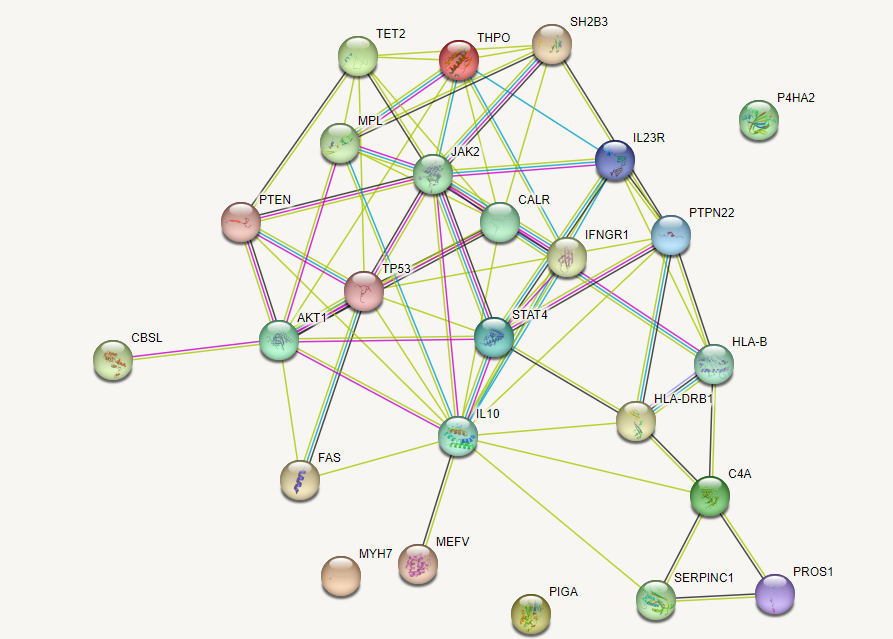 SH2B3
TET2
THPO
P4HA2
MPL
IL23R
JAK2
PTEN
CALR
PTPN22
IFNGR1
TP53
STAT4
AKT1
CBSL
HLA-B
HLA-DRB1
IL10
FAS
C4A
MEFV
MYH7
PROS1
SERPINC1
PIGA